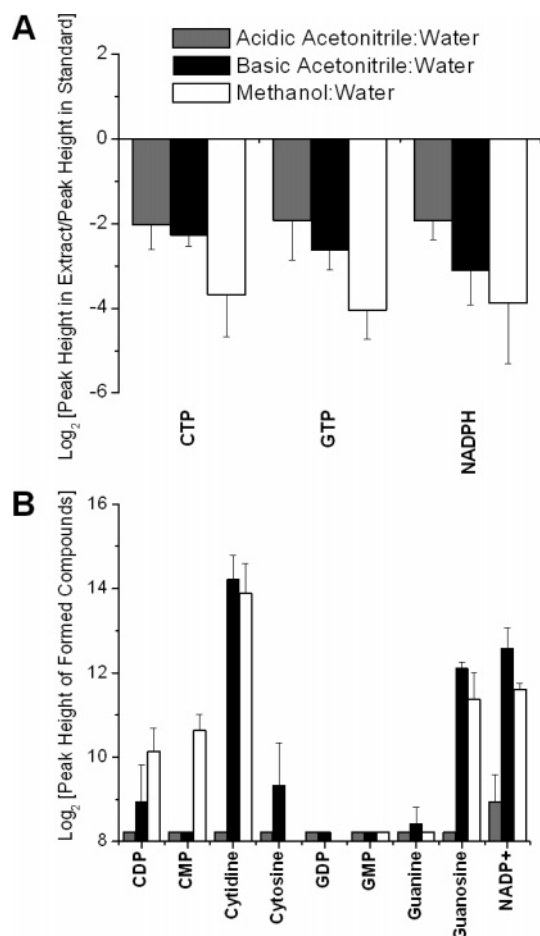 A
Acidic Acetonitrile:Water
Basic Acetonitrile:Water
Methanol:Water
Log2 [Peak Height in Extract/Peak Height in Standard]
2
0
-2
-4
-6
CTP
GTP
NADPH
B
Log2 [Peak Height of Formed Compounds]
16
14
12
10
8
CDP
CMP
Cytidine
Cytosine
GDP
GMP
Guanine
Guanosine
NADP+